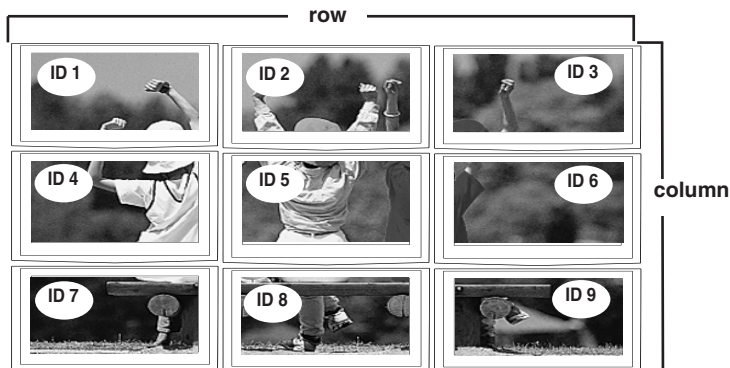 row
ID 1
ID 2
ID 3
ID 4
ID 5
ID 6
column
ID 7
ID 8
ID 9